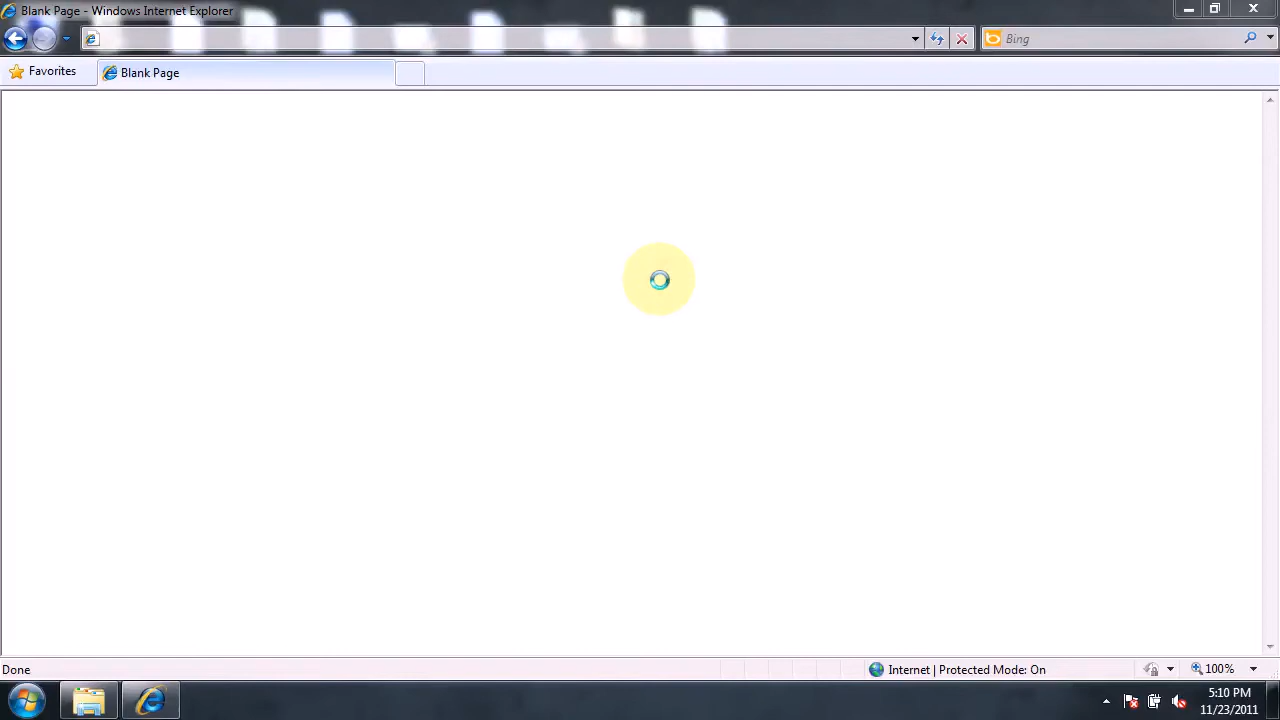 Blank Page - Windows Internet Explorer
Bing
Favorites
Blank Page
Done
Internet | Protected Mode: On
100%
5:10 PM
11/23/2011